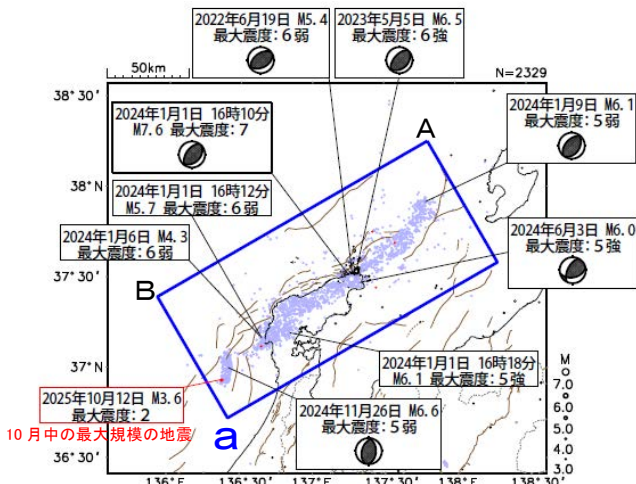 2022年6月19日 M5.4
最大震度：6弱
2023年5月5日 M6.5
最大震度：6強
50km
N=2329
38°30′
2024年1月1日 16時10分
M7.6 最大震度：7
A
2024年1月9日 M6.1
最大震度：5弱
38°N
2024年1月1日 16時12分
M5.7 最大震度：6弱
2024年1月6日 M4.3
最大震度：6弱
2024年6月3日 M6.0
最大震度：5強
37°30′
B
37°N
2024年1月1日 16時18分
M6.1 最大震度：5強
M
7.0
6.0
5.0
4.0
3.0
2025年10月12日 M3.6
最大震度：2
10月中の最大規模の地震
a
2024年11月26日 M6.6
最大震度：5弱
36°30′
136°E
136°30′
137°E
137°30′
138°E
138°30′